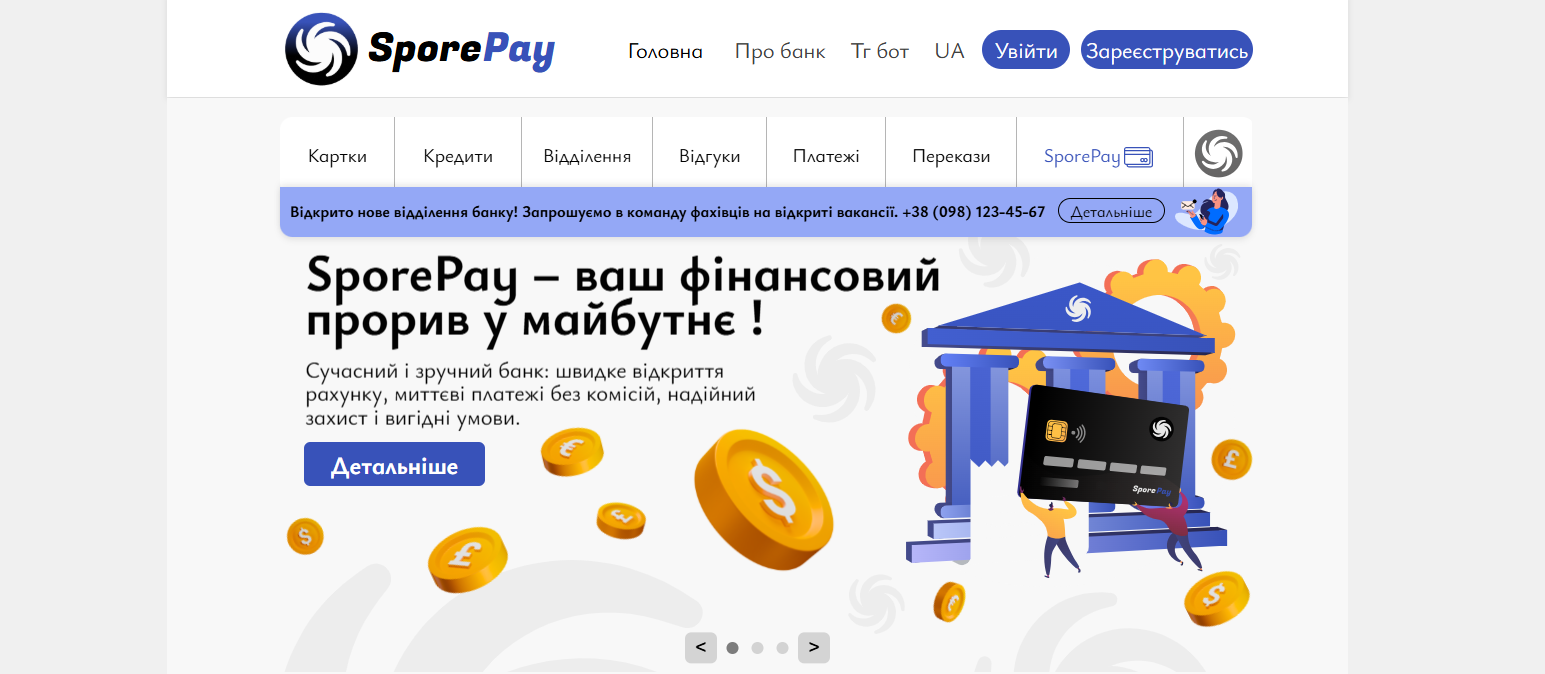 SporePay
Головна Про банк Тг бот UA Увійти Зареєструватись
Картки Кредити Відділення Відгуки Платежі Перекази SporePay
Відкрито нове відділення банку! Запрошуємо в команду фахівців на відкриті вакансії. +38 (098) 123-45-67 Детальніше
SporePay – ваш фінансовий
прорив у майбутнє !
Сучасний і зручний банк: швидке відкриття
рахунку, миттєві платежі без комісій, надійний
захист і вигідні умови.
Детальніше
SporePay
< >